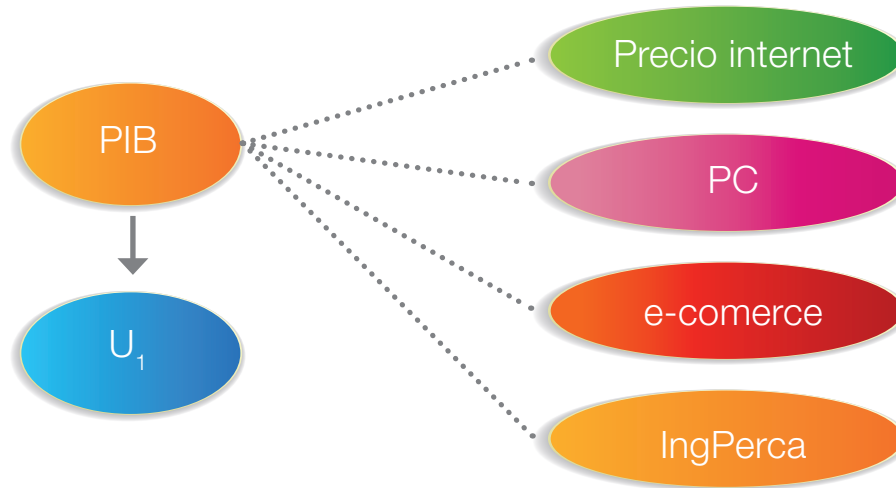 Precio internet
PIB
PC
e-comerce
U₁
IngPerca